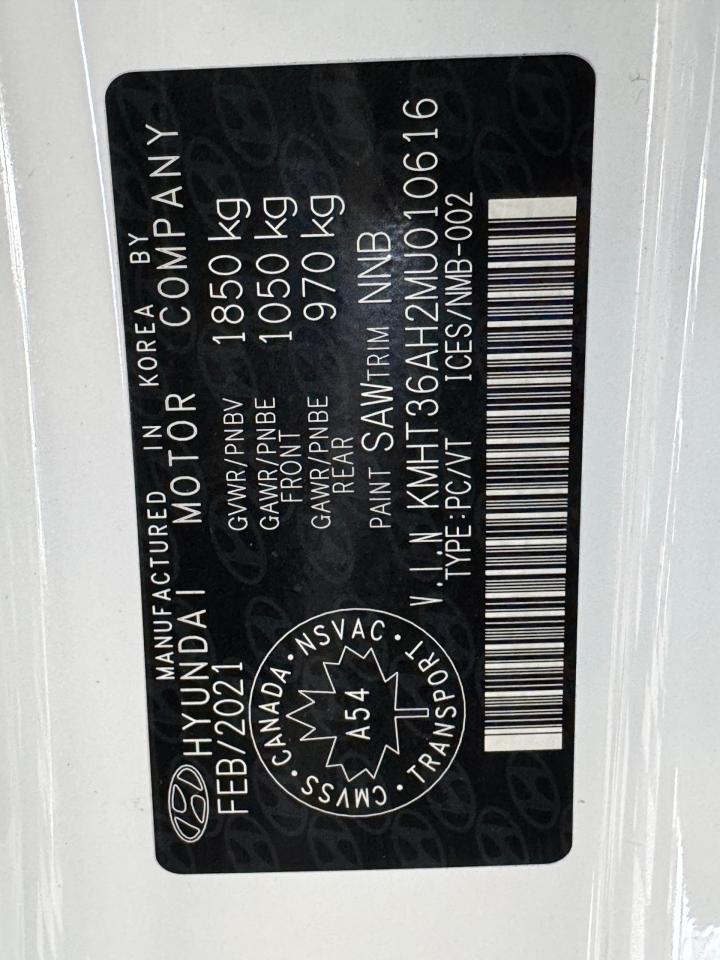 MANUFACTURED IN KOREA BY
HYUNDAI MOTOR COMPANY
FEB/2021
GVWR/PNBV 1850 kg
GAWR/PNBE FRONT 1050 kg
GAWR/PNBE REAR 970 kg
CANADA · NSVAC · TRANSPORT · CMVSS ·
A54
PAINT SAW TRIM NNB
V.I.N KMHT36AH2MU010616
TYPE:PC/VT ICES/NMB-002